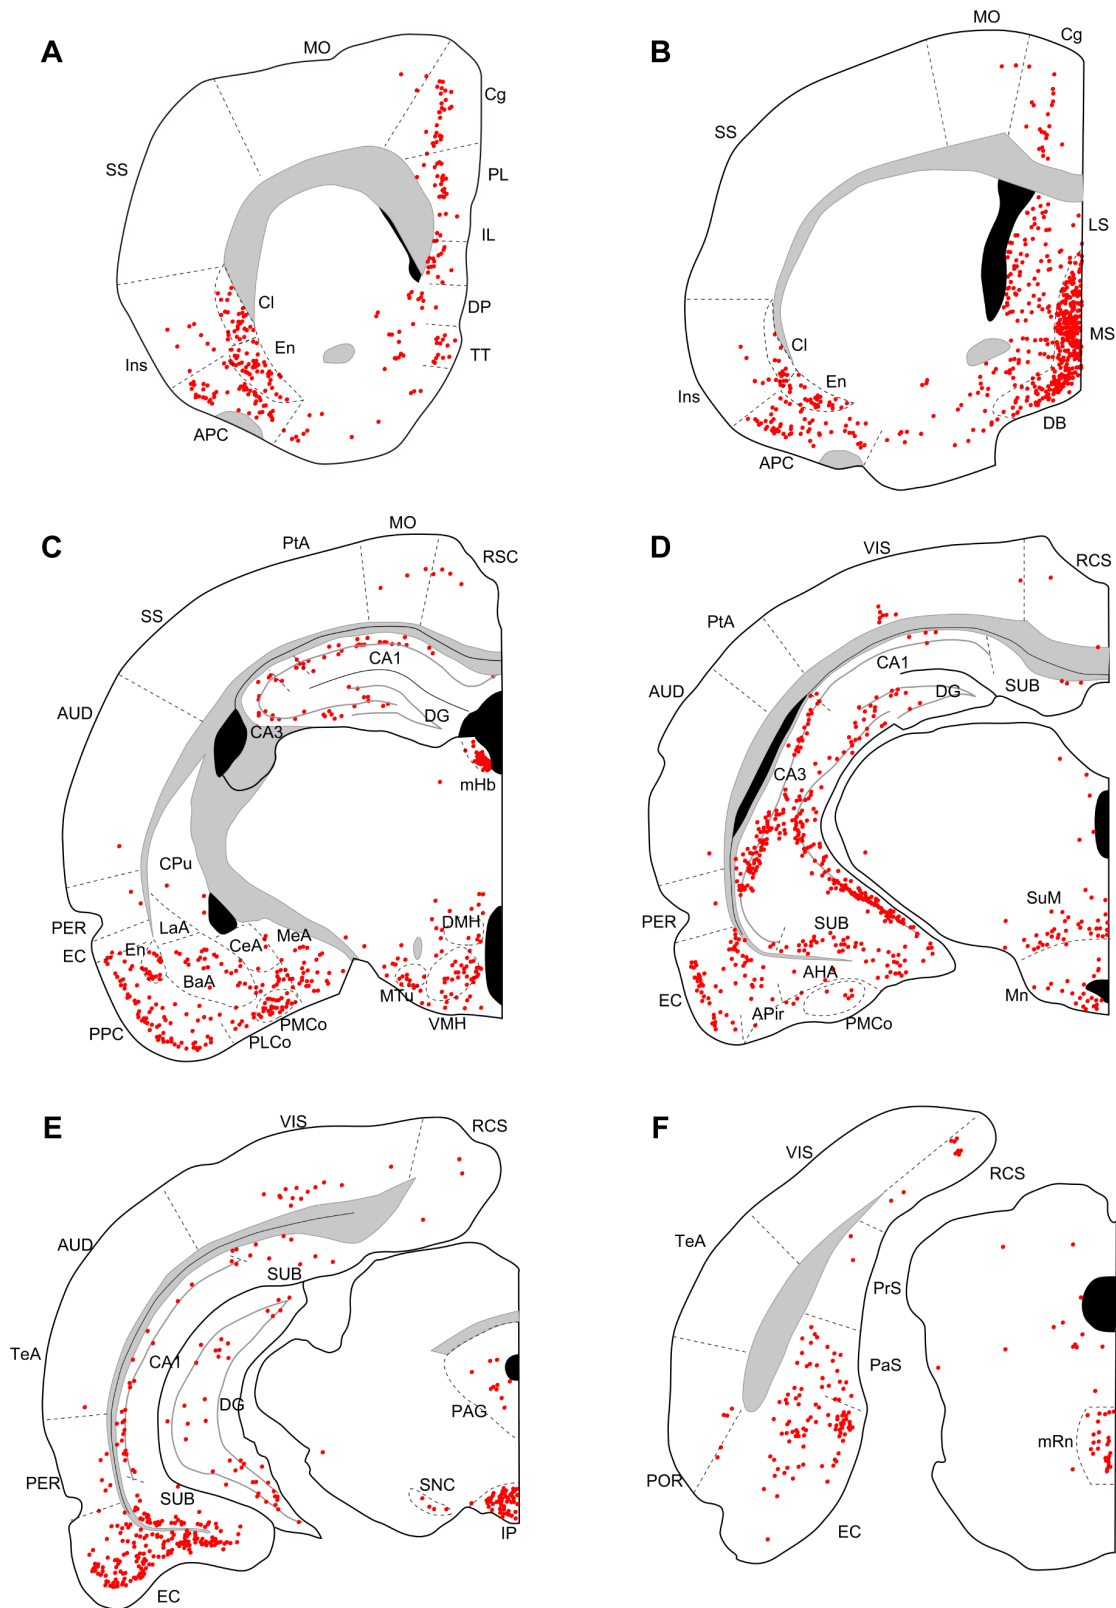 A
MO
Cg
SS
PL
IL
Cl
DP
En
TT
Ins
APC
B
MO
Cg
SS
LS
MS
Cl
En
Ins
DB
APC
C
MO
PtA
RSC
SS
CA1
AUD
DG
CA3
mHb
CPu
PER
LaA
DMH
EC
En
CeA
MeA
BaA
MTu
PPC
PMCo
VMH
PLCo
D
VIS
RCS
PtA
CA1
AUD
DG
SUB
CA3
SuM
PER
SUB
EC
AHA
Mn
APir
PMCo
E
VIS
RCS
AUD
SUB
TeA
CA1
DG
PAG
PER
SNC
SUB
IP
EC
F
VIS
RCS
TeA
PrS
PaS
mRn
POR
EC